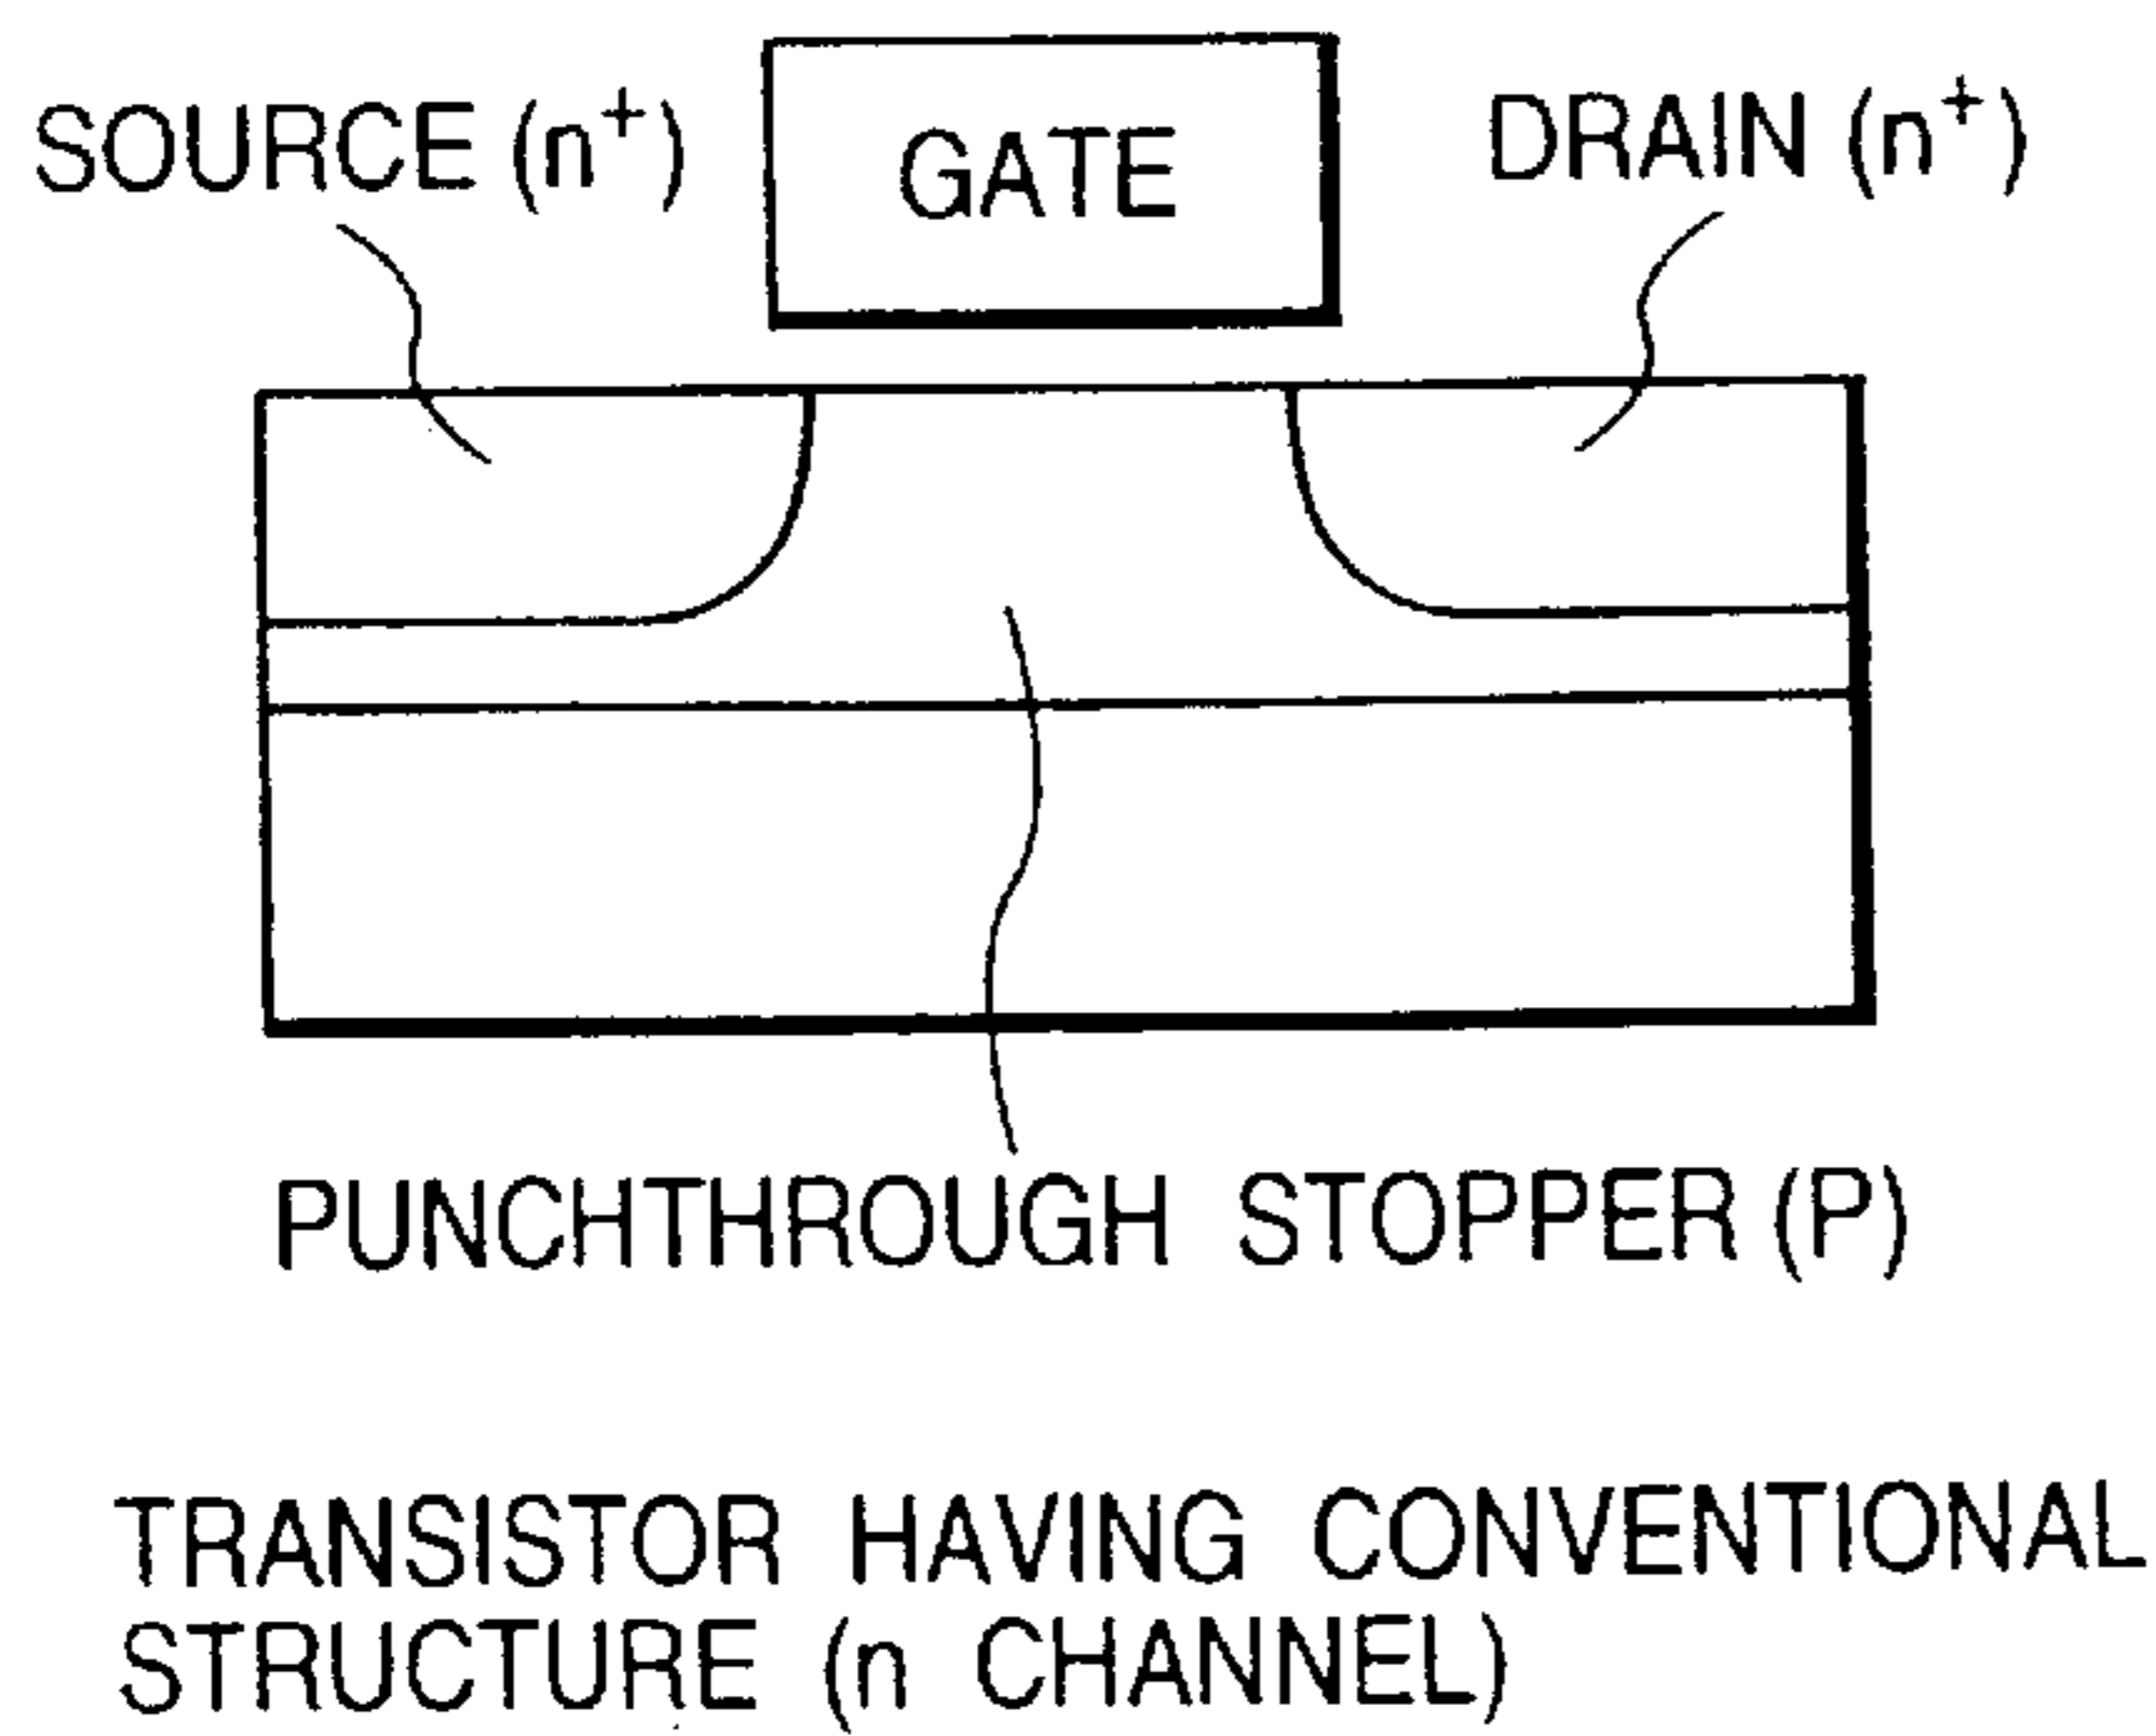 SOURCE (n⁺)
GATE
DRAIN (n⁺)
PUNCHTHROUGH STOPPER (P)
TRANSISTOR HAVING CONVENTIONAL
STRUCTURE (n CHANNEL)